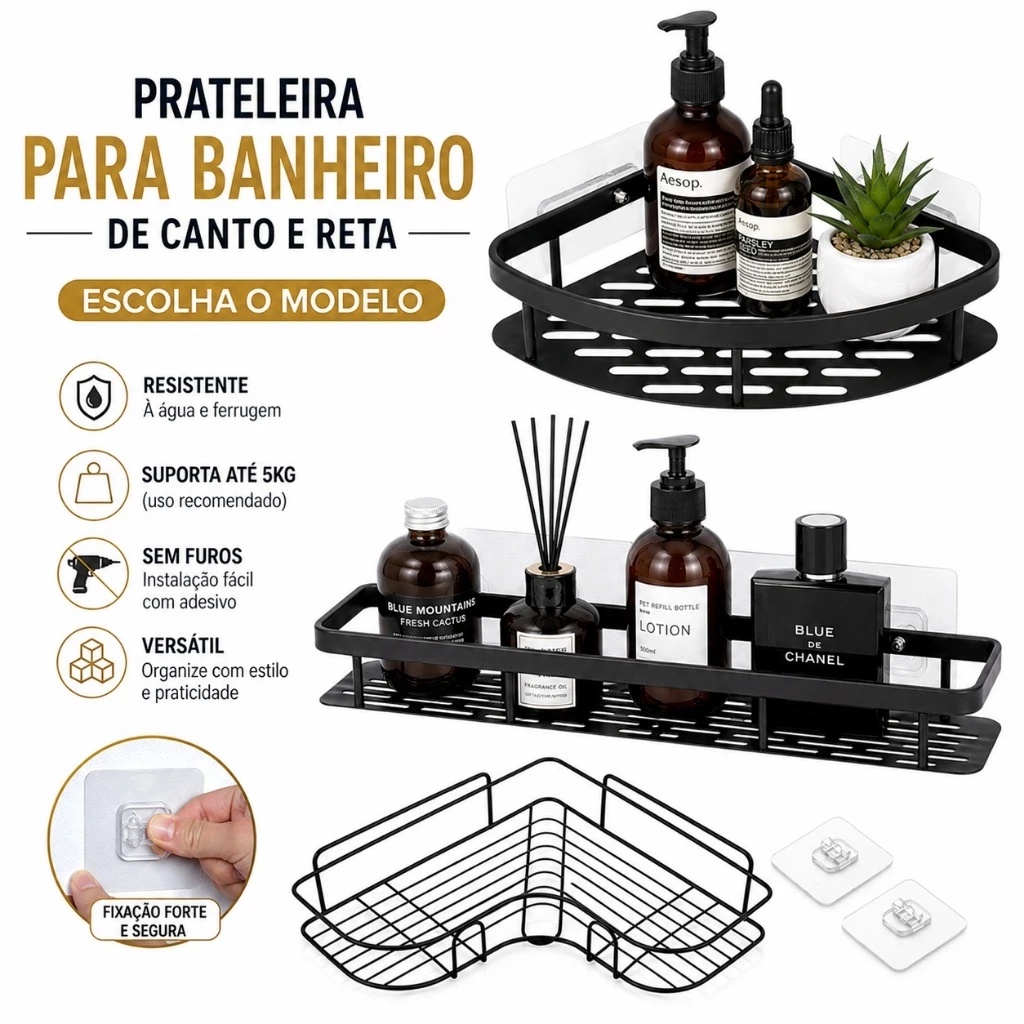 PRATELEIRA
PARA BANHEIRO
DE CANTO E RETA
ESCOLHA O MODELO
RESISTENTE
À água e ferrugem
SUPORTA ATÉ 5KG
(uso recomendado)
SEM FUROS
Instalação fácil
com adesivo
VERSÁTIL
Organize com estilo
e praticidade
FIXAÇÃO FORTE
E SEGURA
Aesop.
Aesop.
PARSLEY
SEED
BLUE MOUNTAINS
FRESH CACTUS
FRAGRANCE OIL
PET REFILL BOTTLE
LOTION
500ml
BLUE
DE
CHANEL